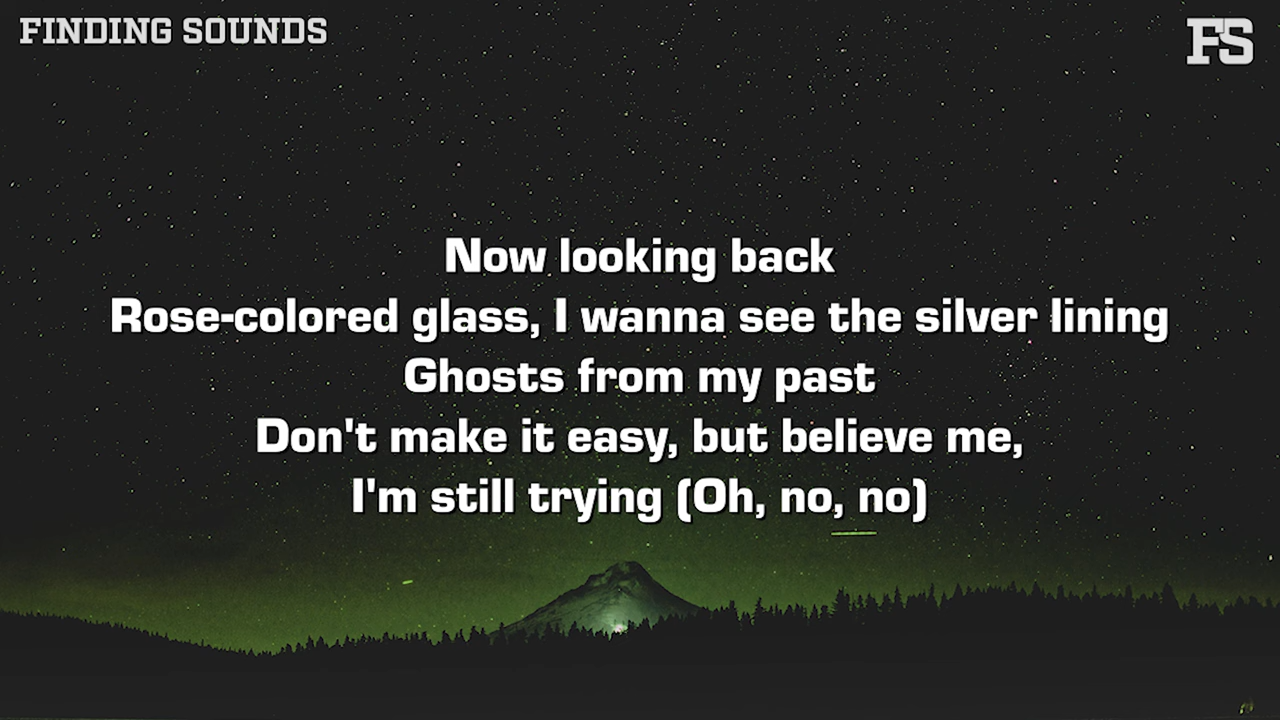 FINDING SOUNDS
FS
Now looking back
Rose-colored glass, I wanna see the silver lining
Ghosts from my past
Don't make it easy, but believe me,
I'm still trying (Oh, no, no)